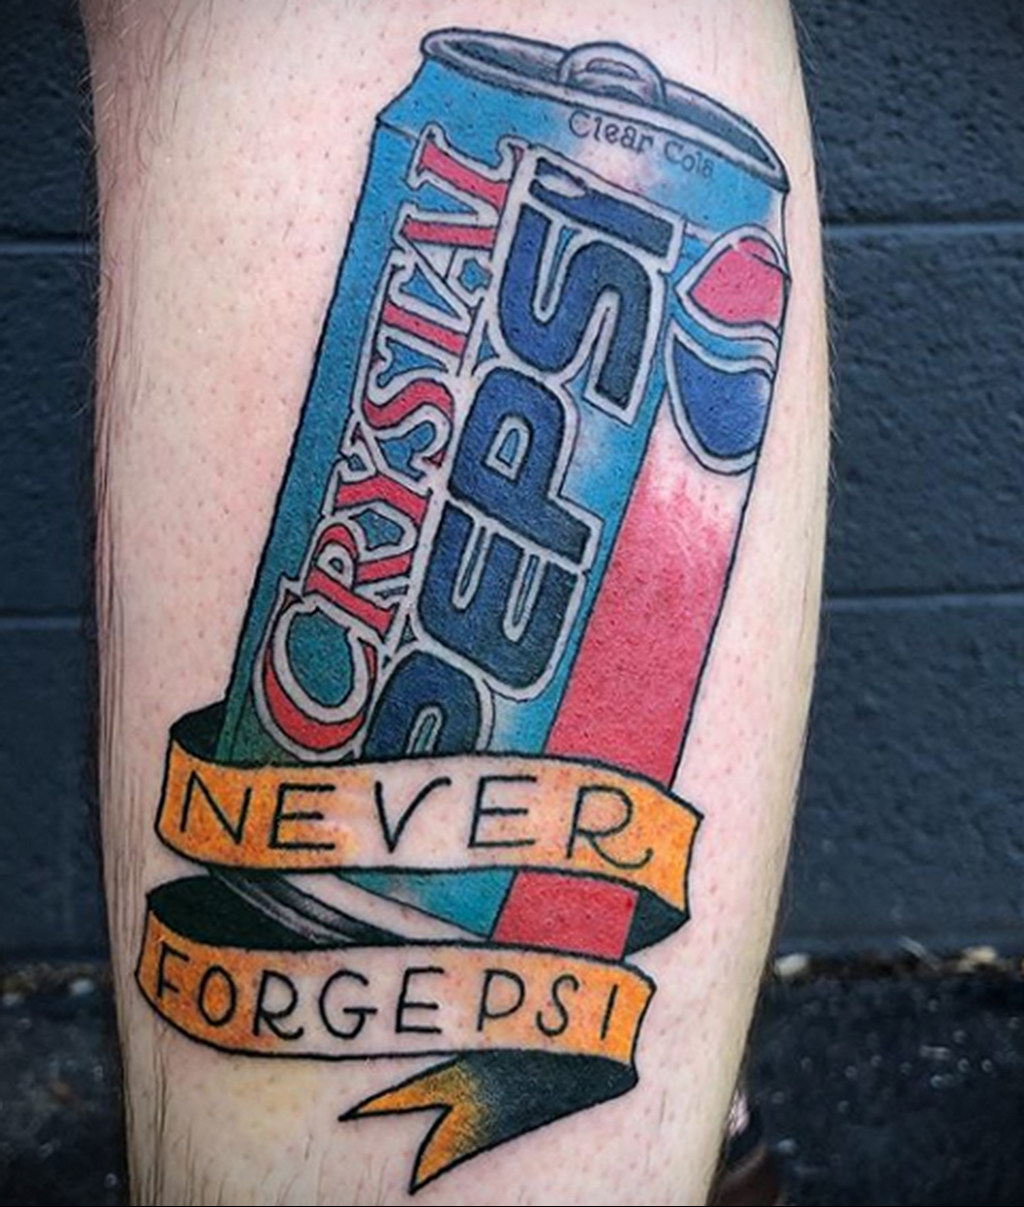 Clear Cola
CRYSTAL
PEPSI
NEVER
FORGEPSI